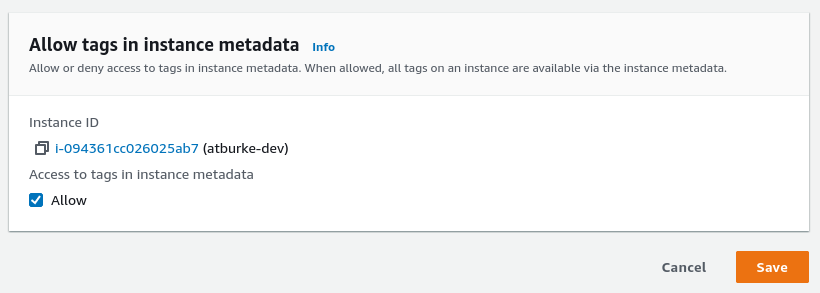 Allow tags in instance metadata Info
Allow or deny access to tags in instance metadata. When allowed, all tags on an instance are available via the instance metadata.
Instance ID
i-094361cc026025ab7 (atburke-dev)
Access to tags in instance metadata
Allow
Cancel Save